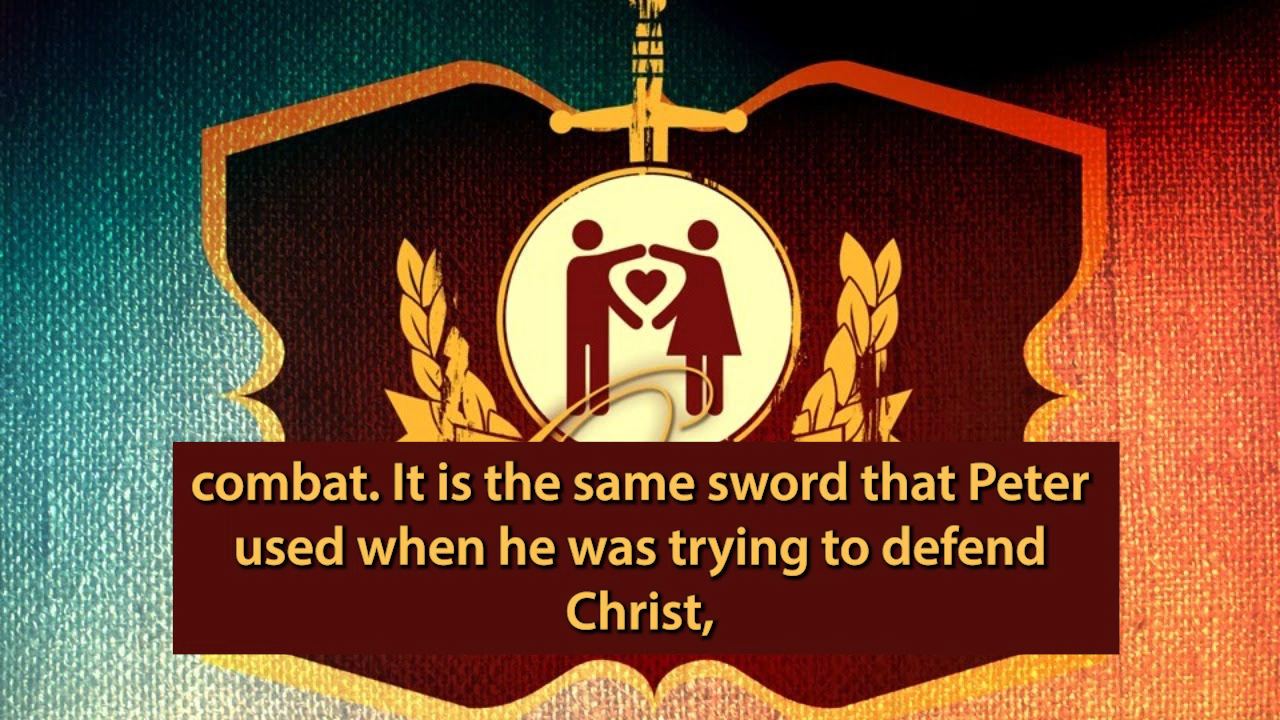 combat. It is the same sword that Peter
used when he was trying to defend
Christ,